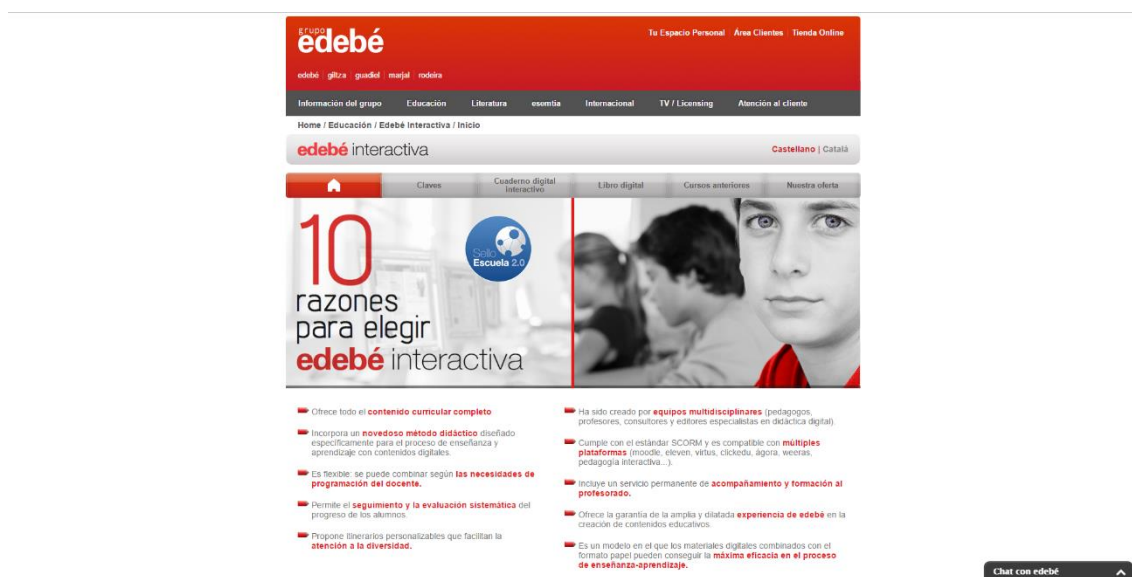 grupo
edebé
Tu Espacio Personal Área Clientes Tienda Online
edebé giltza guadiel marjal rodeira
Información del grupo Educación Literatura esemtia Internacional TV / Licensing Atención al cliente
Home / Educación / Edebé Interactiva / Inicio
edebé interactiva
Castellano | Català
Claves
Cuaderno digital
interactivo
Libro digital
Cursos anteriores
Nuestra oferta
10
razones
para elegir
edebé interactiva
Sello
Escuela 2.0
Ofrece todo el contenido curricular completo
Incorpora un novedoso método didáctico diseñado
específicamente para el proceso de enseñanza y
aprendizaje con contenidos digitales.
Es flexible: se puede combinar según las necesidades de
programación del docente.
Permite el seguimiento y la evaluación sistemática del
progreso de los alumnos.
Propone itinerarios personalizables que facilitan la
atención a la diversidad.
Ha sido creado por equipos multidisciplinares (pedagogos,
profesores, consultores y editores especialistas en didáctica digital).
Cumple con el estándar SCORM y es compatible con múltiples
plataformas (moodle, eleven, virtus, clickedu, àgora, weeras,
pedagogía interactiva...).
Incluye un servicio permanente de acompañamiento y formación al
profesorado.
Ofrece la garantía de la amplia y dilatada experiencia de edebé en la
creación de contenidos educativos.
Es un modelo en el que los materiales digitales combinados con el
formato papel pueden conseguir la máxima eficacia en el proceso
de enseñanza-aprendizaje.
Chat con edebé